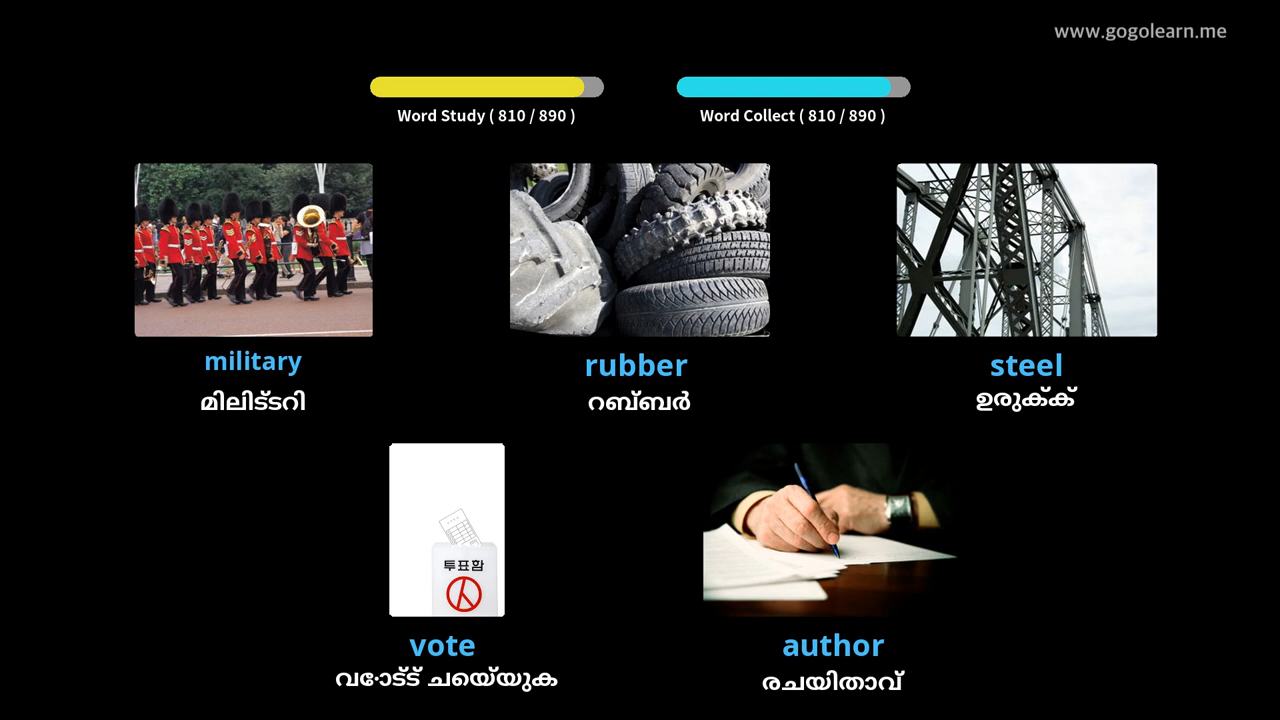 www.gogolearn.me
Word Study ( 810 / 890 )
Word Collect ( 810 / 890 )
military
മിലിട്ടറി
rubber
റബ്ബർ
steel
ഉരുക്ക്
투표함
vote
വോട്ട് ചെയ്യുക
author
രചയിതാവ്